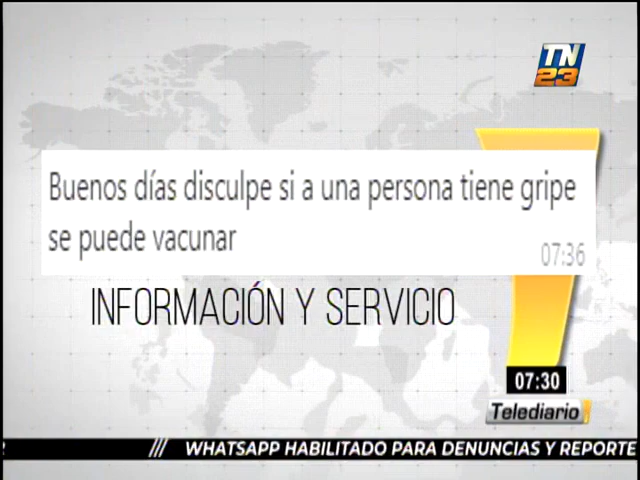 TN
23
Buenos días disculpe si a una persona tiene gripe
se puede vacunar
07:36
INFORMACIÓN Y SERVICIO
07:30
Telediario
WHATSAPP HABILITADO PARA DENUNCIAS Y REPORTE